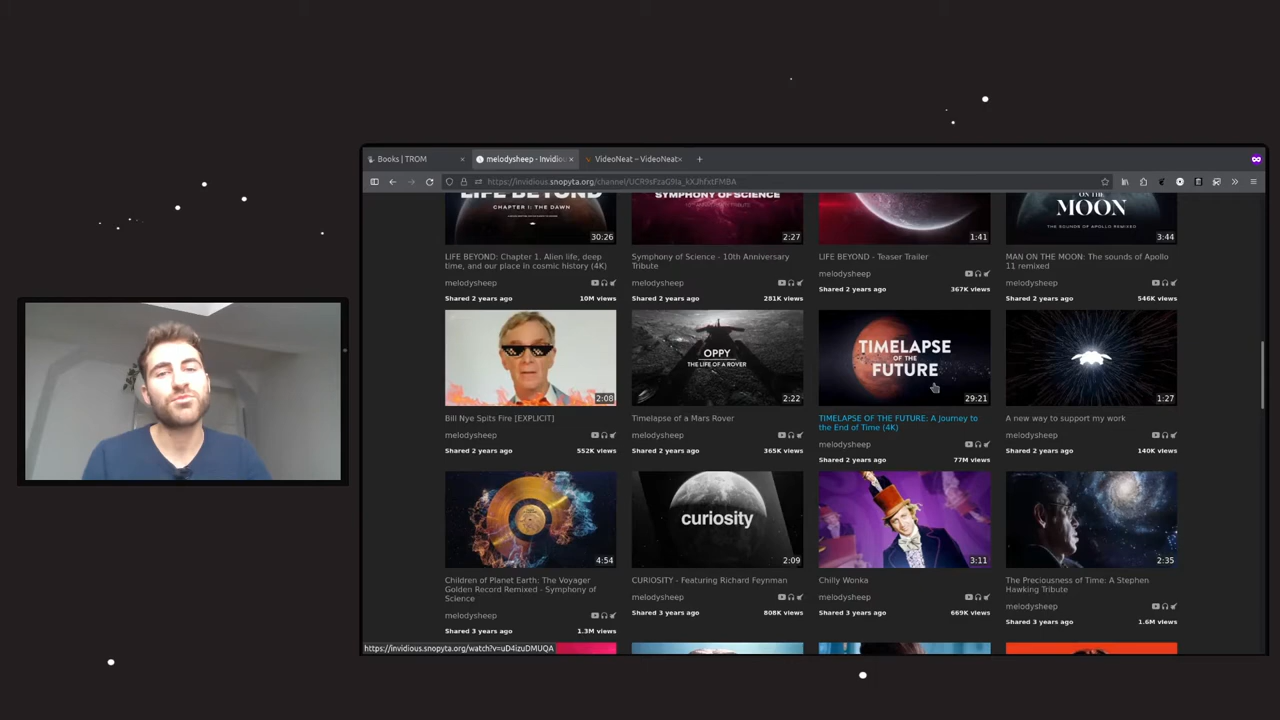 Books | TROM
melodysheep - Invidiou
VideoNeat – VideoNeat
https://invidious.snopyta.org/channel/UCR9sFzaG9Ia_kXJhfxtFMBA
LIFE BEYOND
CHAPTER 1: THE DAWN
30:26
SYMPHONY OF SCIENCE
2:27
1:41
ON THE
MOON
THE SOUNDS OF APOLLO REMIXED
3:44
LIFE BEYOND: Chapter 1. Alien life, deep
time, and our place in cosmic history (4K)
melodysheep
Shared 2 years ago 10M views
Symphony of Science - 10th Anniversary
Tribute
melodysheep
Shared 2 years ago 281K views
LIFE BEYOND - Teaser Trailer
melodysheep
Shared 2 years ago 367K views
MAN ON THE MOON: The sounds of Apollo
11 remixed
melodysheep
Shared 2 years ago 546K views
2:08
OPPY
THE LIFE OF A ROVER
2:22
TIMELAPSE
OF THE
FUTURE
29:21
1:27
Bill Nye Spits Fire [EXPLICIT]
melodysheep
Shared 2 years ago 552K views
Timelapse of a Mars Rover
melodysheep
Shared 2 years ago 365K views
TIMELAPSE OF THE FUTURE: A Journey to
the End of Time (4K)
melodysheep
Shared 2 years ago 77M views
A new way to support my work
melodysheep
Shared 2 years ago 140K views
4:54
curiosity
2:09
3:11
2:35
Children of Planet Earth: The Voyager
Golden Record Remixed - Symphony of
Science
melodysheep
Shared 3 years ago 1.3M views
CURIOSITY - Featuring Richard Feynman
melodysheep
Shared 3 years ago 808K views
Chilly Wonka
melodysheep
Shared 3 years ago 669K views
The Preciousness of Time: A Stephen
Hawking Tribute
melodysheep
Shared 3 years ago 1.6M views
https://invidious.snopyta.org/watch?v=uD4izuDMUQA